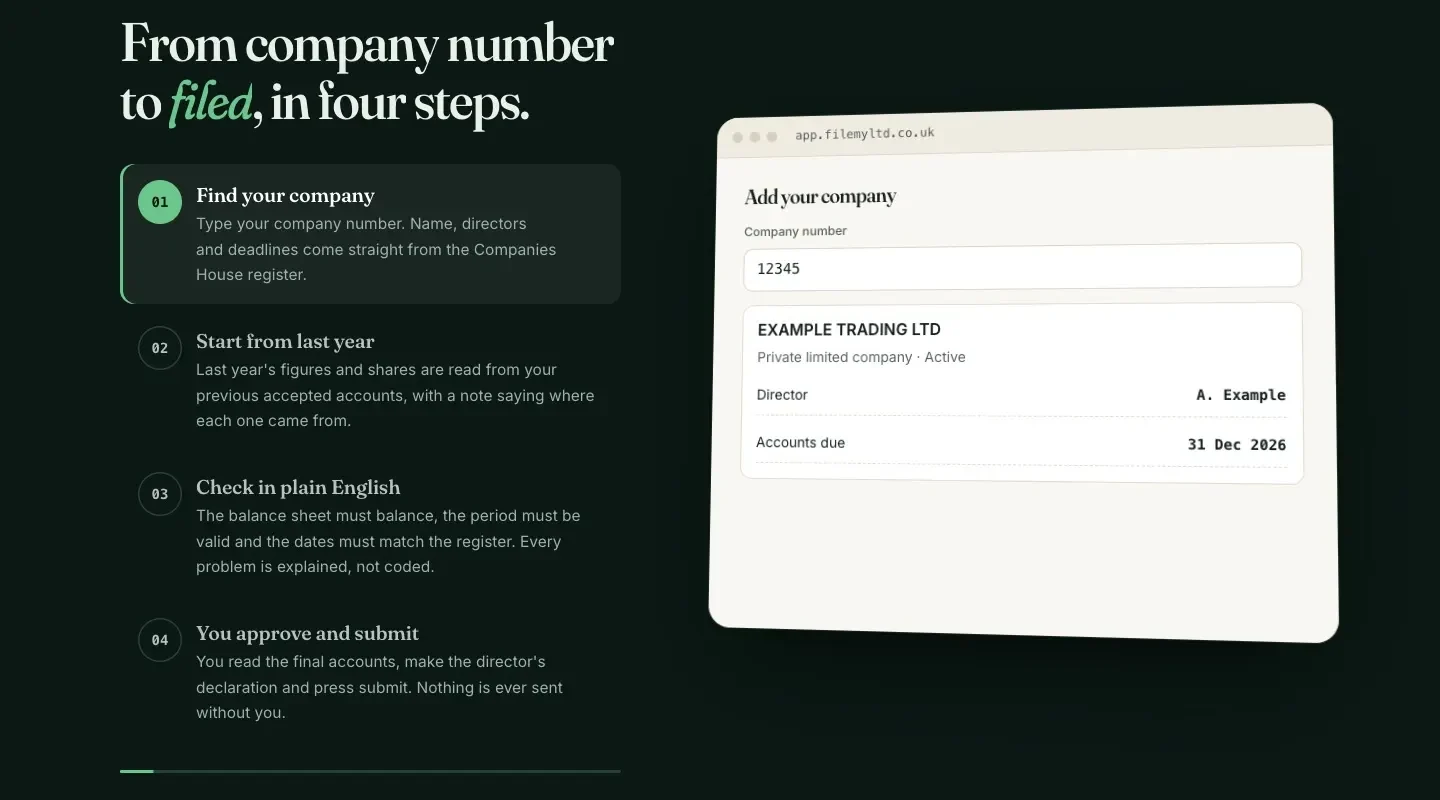 From company number
to filed, in four steps.
01
Find your company
Type your company number. Name, directors
and deadlines come straight from the Companies
House register.
02
Start from last year
Last year's figures and shares are read from your
previous accepted accounts, with a note saying where
each one came from.
03
Check in plain English
The balance sheet must balance, the period must be
valid and the dates must match the register. Every
problem is explained, not coded.
04
You approve and submit
You read the final accounts, make the director's
declaration and press submit. Nothing is ever sent
without you.
app.filemyltd.co.uk
Add your company
Company number
12345
EXAMPLE TRADING LTD
Private limited company · Active
Director A. Example
Accounts due 31 Dec 2026